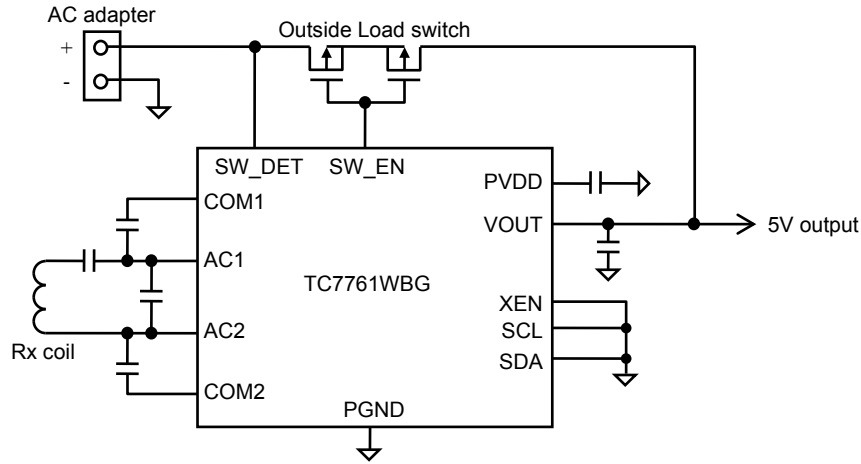 AC adapter
+
-
Outside Load switch
SW_DET
SW_EN
COM1
AC1
AC2
COM2
Rx coil
TC7761WBG
PVDD
VOUT
5V output
XEN
SCL
SDA
PGND